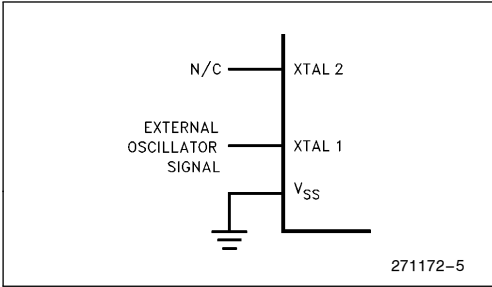 N/C XTAL 2
EXTERNAL
OSCILLATOR XTAL 1
SIGNAL
VSS
271172–5